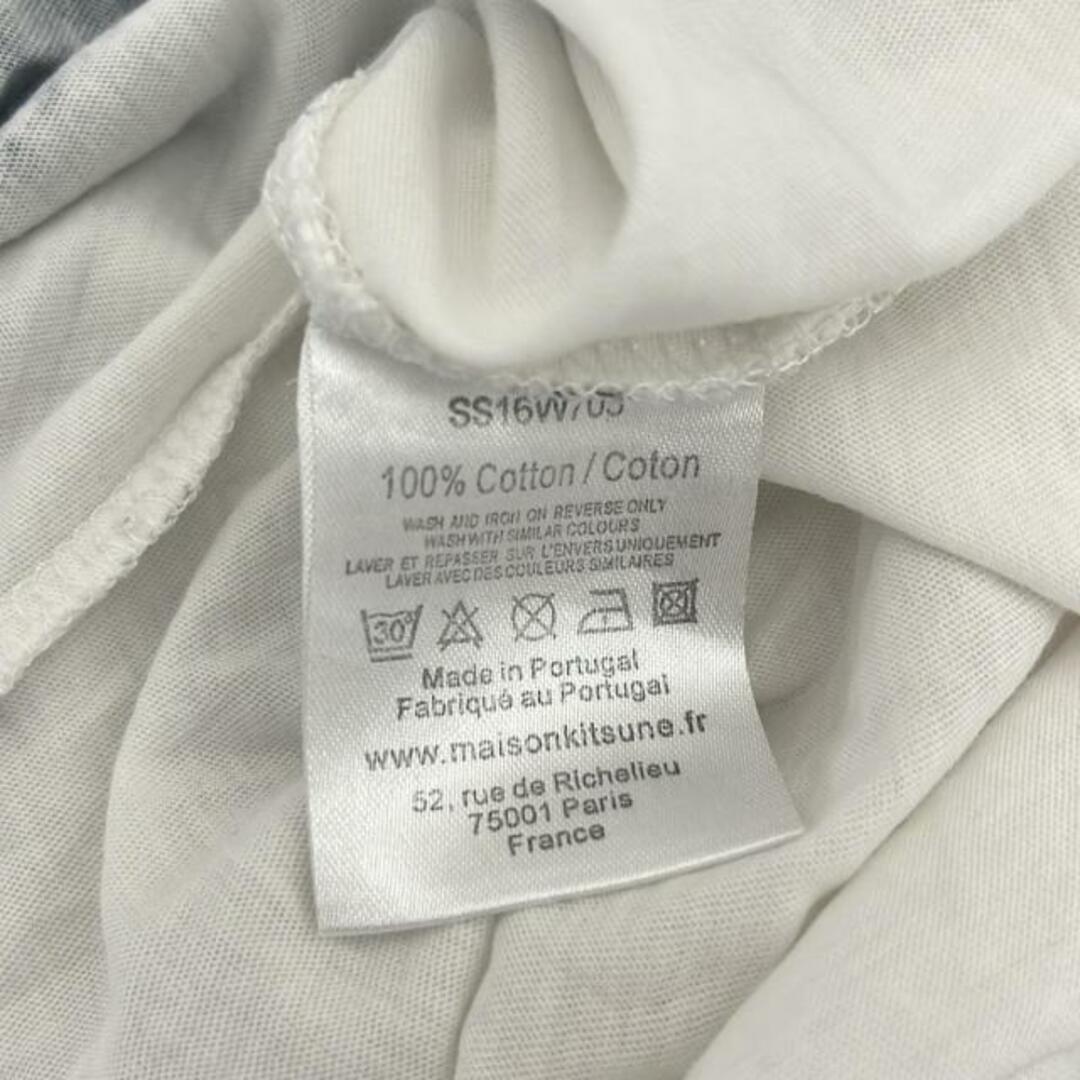 SS16W705
100% Cotton / Coton
WASH AND IRON ON REVERSE ONLY
WASH WITH SIMILAR COLOURS
LAVER ET REPASSER SUR L'ENVERS UNIQUEMENT
LAVER AVEC DES COULEURS SIMILAIRES
30°
Made in Portugal
Fabriqué au Portugal
www.maisonkitsune.fr
52, rue de Richelieu
75001 Paris
France